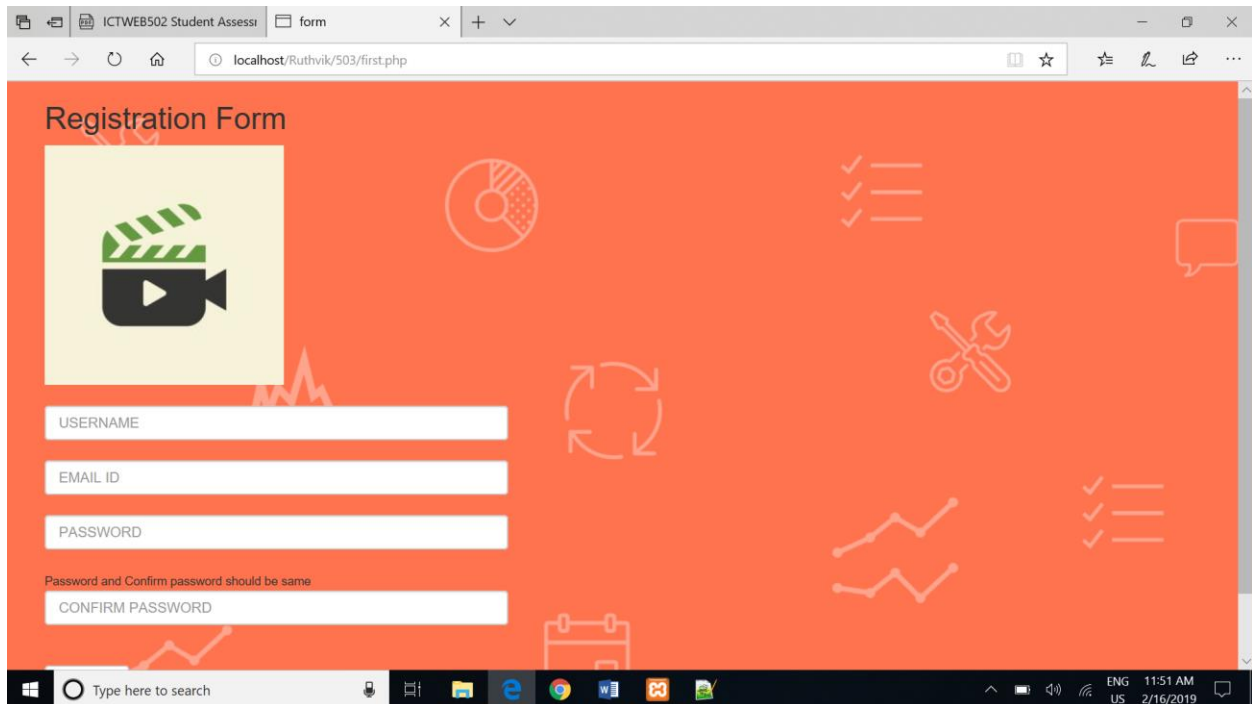 ICTWEB502 Student Assessr
form
localhost/Ruthvik/503/first.php
Registration Form
USERNAME
EMAIL ID
PASSWORD
Password and Confirm password should be same
CONFIRM PASSWORD
Type here to search
ENG 11:51 AM
US 2/16/2019